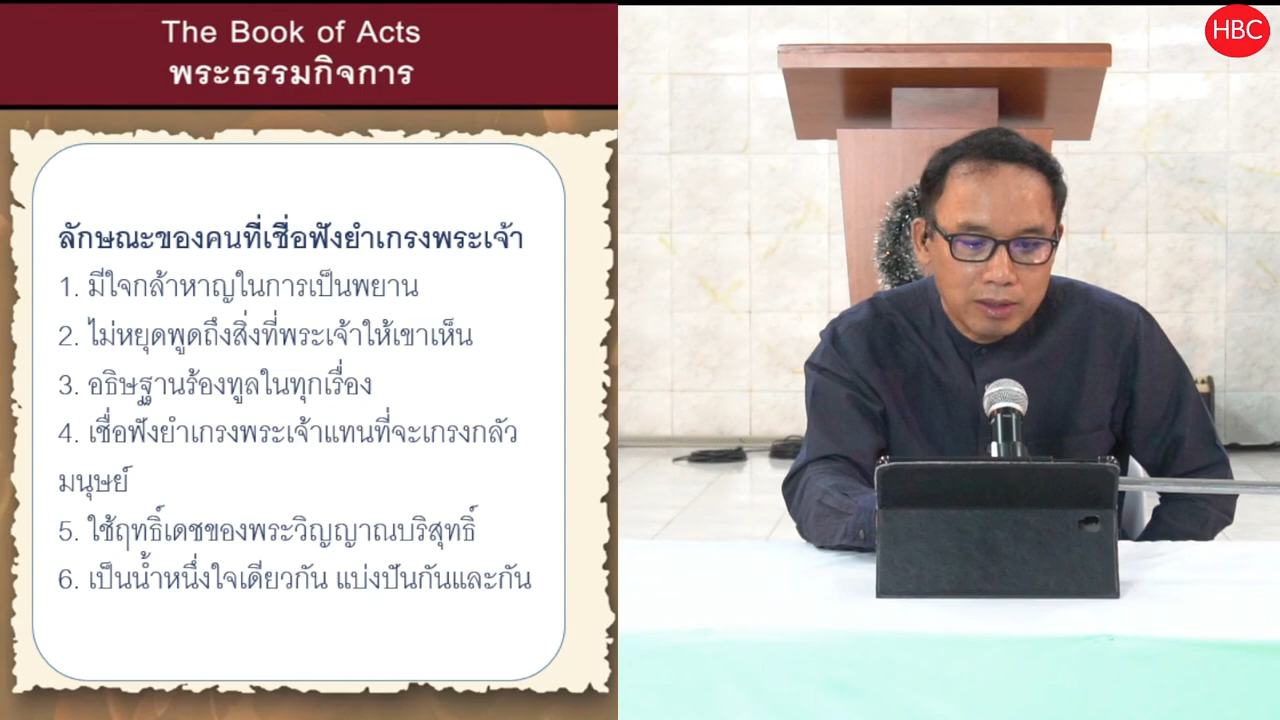 The Book of Acts
พระธรรมกิจการ
HBC
ลักษณะของคนที่เชื่อฟังยำเกรงพระเจ้า
1. มีใจกล้าหาญในการเป็นพยาน
2. ไม่หยุดพูดถึงสิ่งที่พระเจ้าให้เขาเห็น
3. อธิษฐานร้องทูลในทุกเรื่อง
4. เชื่อฟังยำเกรงพระเจ้าแทนที่จะเกรงกลัว
มนุษย์
5. ใช้ฤทธิ์เดชของพระวิญญาณบริสุทธิ์
6. เป็นน้ำหนึ่งใจเดียวกัน แบ่งปันกันและกัน